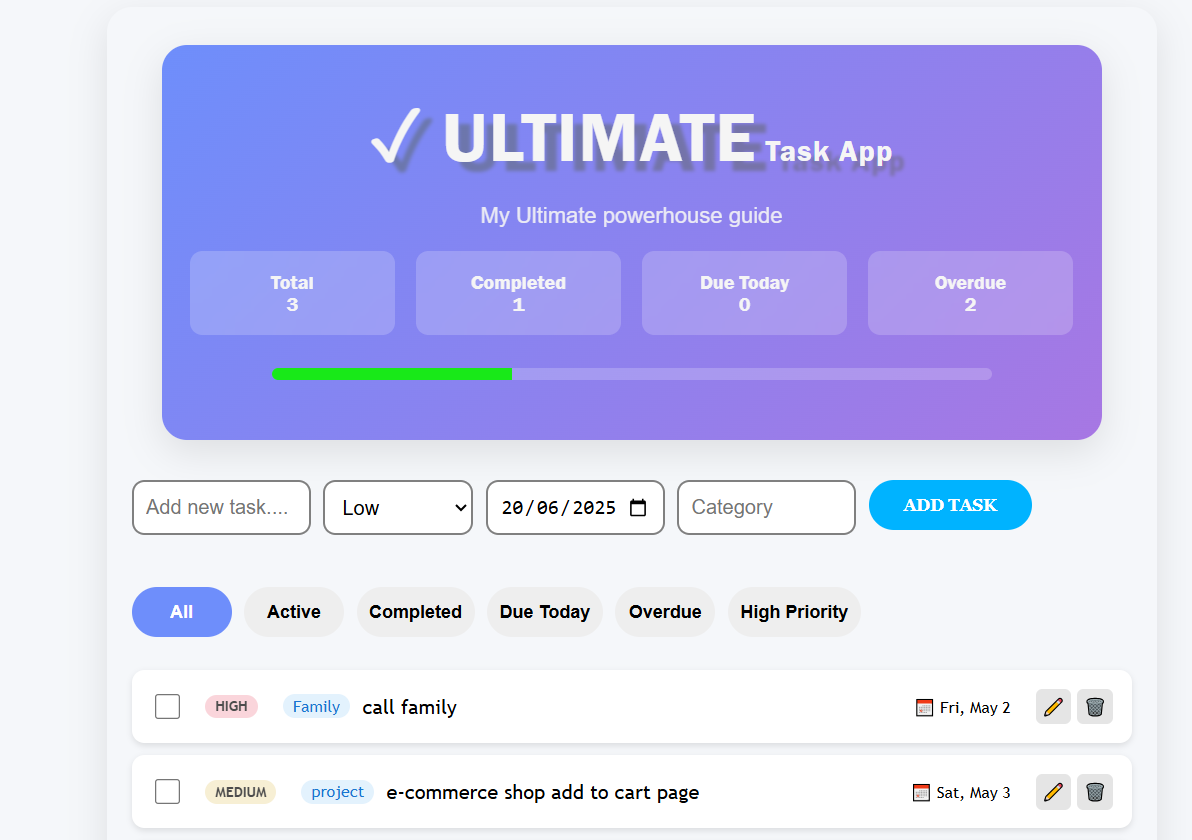 ✓ ULTIMATE Task App
My Ultimate powerhouse guide
Total Completed Due Today Overdue
3 1 0 2
Add new task.... Low 20/06/2025 Category ADD TASK
All Active Completed Due Today Overdue High Priority
HIGH Family call family Fri, May 2
MEDIUM project e-commerce shop add to cart page Sat, May 3